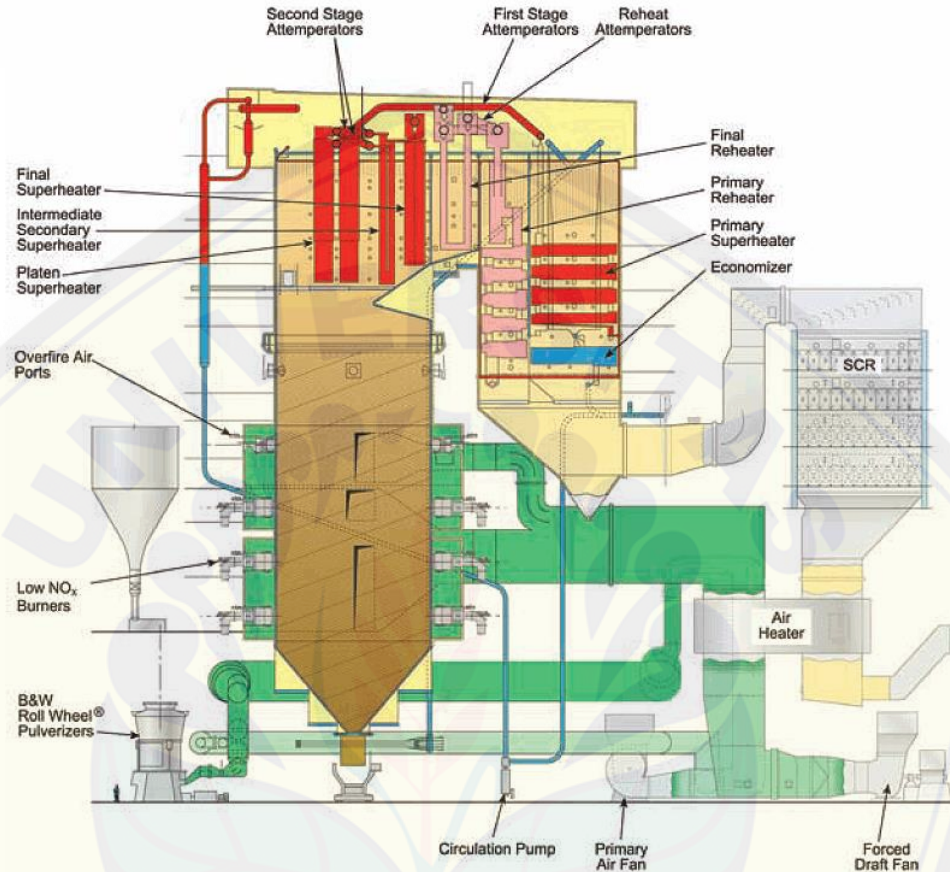 Second Stage
Attemperators
First Stage
Attemperators
Reheat
Attemperators
Final
Reheater
Primary
Reheater
Primary
Superheater
Economizer
Final
Superheater
Intermediate
Secondary
Superheater
Platen
Superheater
Overfire Air
Ports
SCR
Low NOₓ
Burners
Air
Heater
B&W
Roll Wheel®
Pulverizers
Circulation Pump
Primary
Air Fan
Forced
Draft Fan
UNIVERSITAS